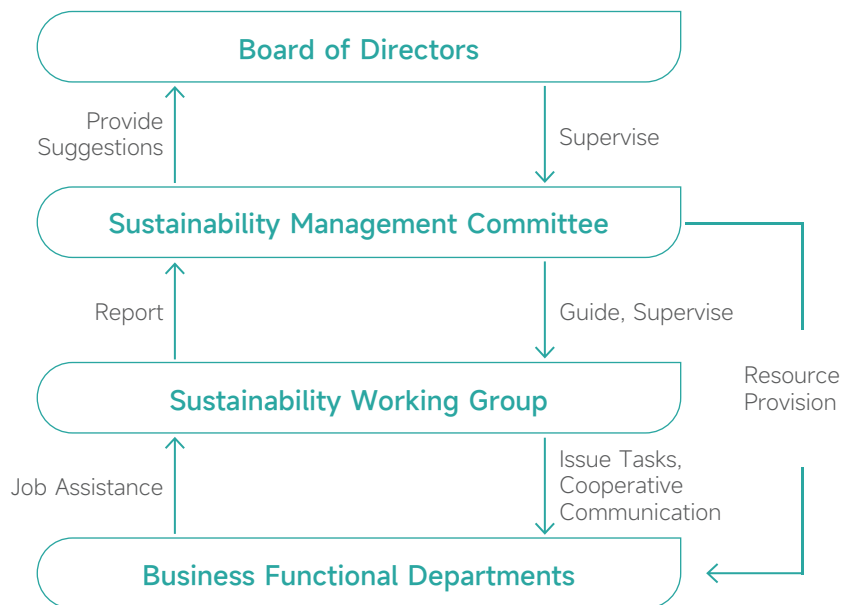 Board of Directors
Provide
Suggestions
Supervise
Sustainability Management Committee
Report
Guide, Supervise
Resource
Provision
Sustainability Working Group
Job Assistance
Issue Tasks,
Cooperative
Communication
Business Functional Departments